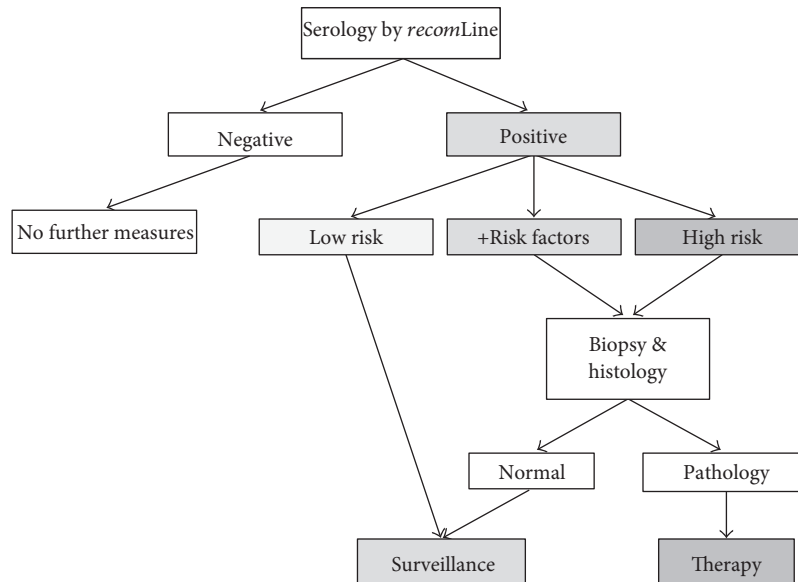 Serology by recomLine
Negative
Positive
No further measures
Low risk
+Risk factors
High risk
Biopsy &
histology
Normal
Pathology
Surveillance
Therapy